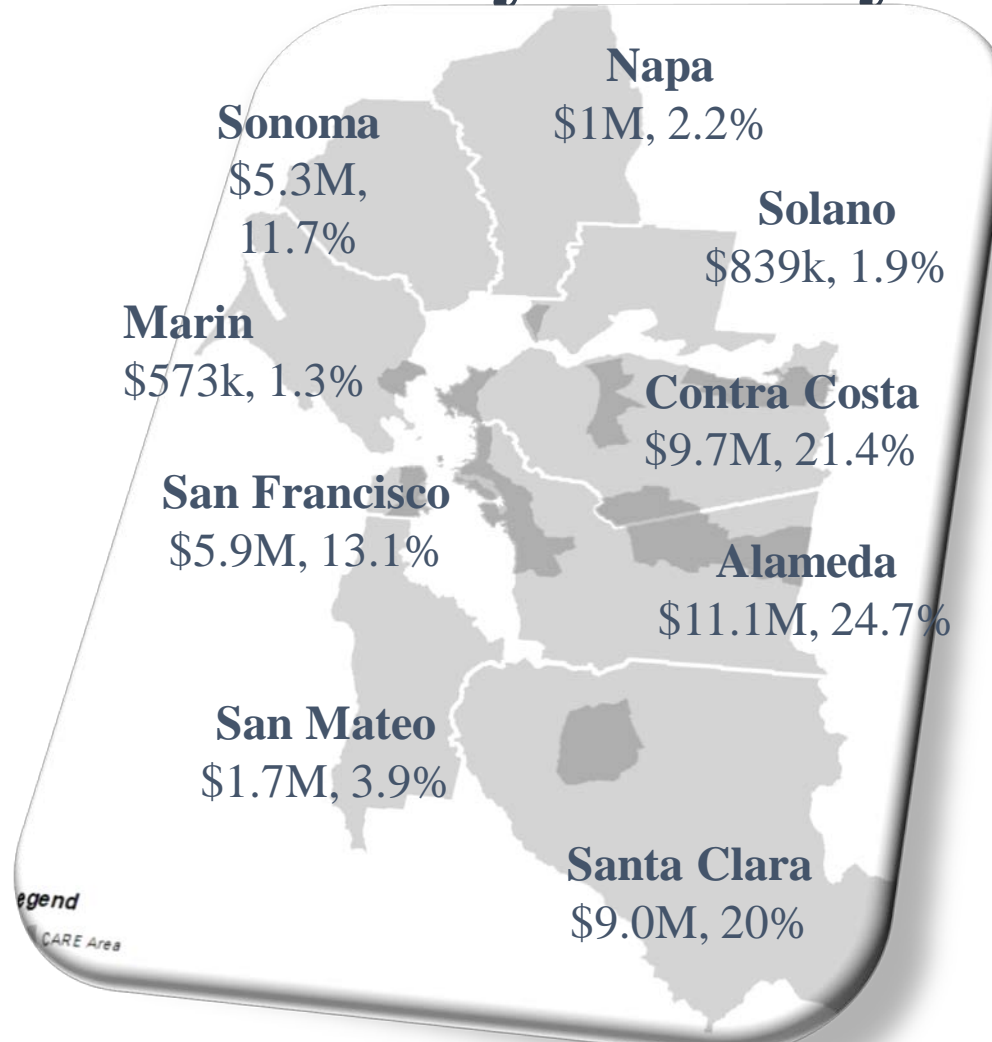 Napa
$1M, 2.2%
Sonoma
$5.3M,
11.7%
Solano
$839k, 1.9%
Marin
$573k, 1.3%
Contra Costa
$9.7M, 21.4%
San Francisco
$5.9M, 13.1%
Alameda
$11.1M, 24.7%
San Mateo
$1.7M, 3.9%
Santa Clara
$9.0M, 20%
egend
CARE Area